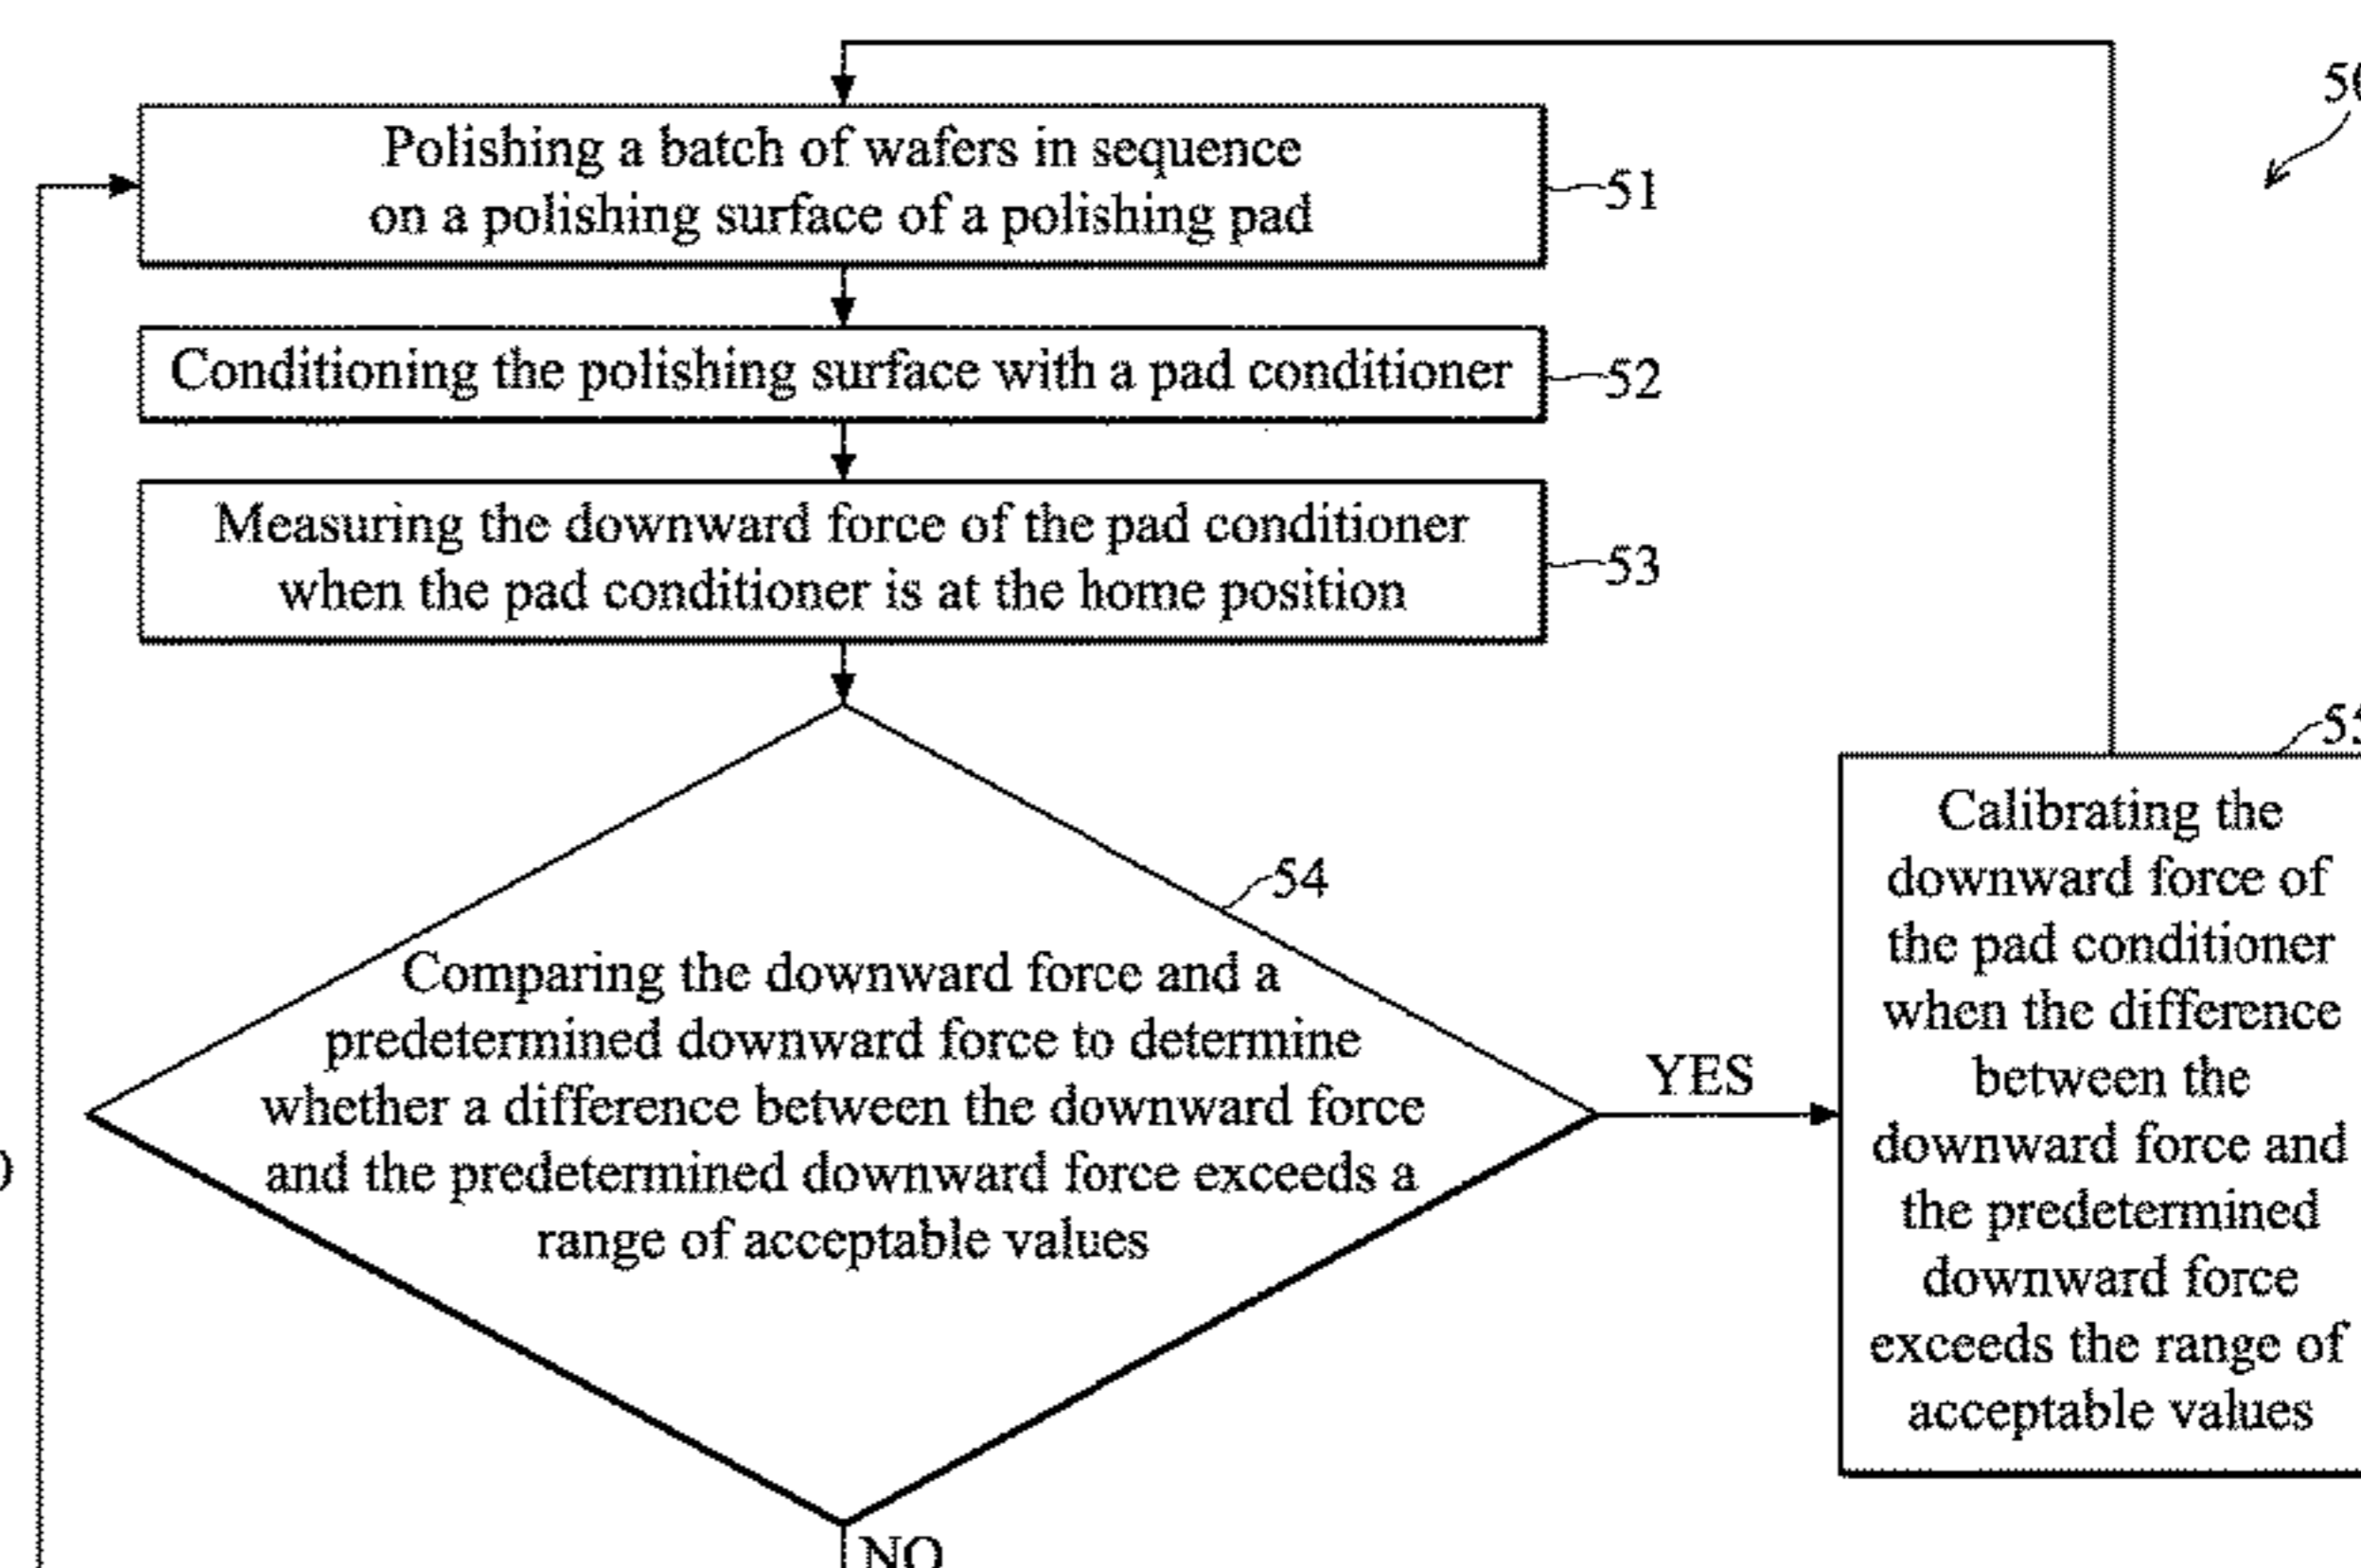 Polishing a batch of wafers in sequence
on a polishing surface of a polishing pad
51
Conditioning the polishing surface with a pad conditioner
52
Measuring the downward force of the pad conditioner
when the pad conditioner is at the home position
53
54
Comparing the downward force and a
predetermined downward force to determine
whether a difference between the downward force
and the predetermined downward force exceeds a
range of acceptable values
YES
NO
Calibrating the
downward force of
the pad conditioner
when the difference
between the
downward force and
the predetermined
downward force
exceeds the range of
acceptable values